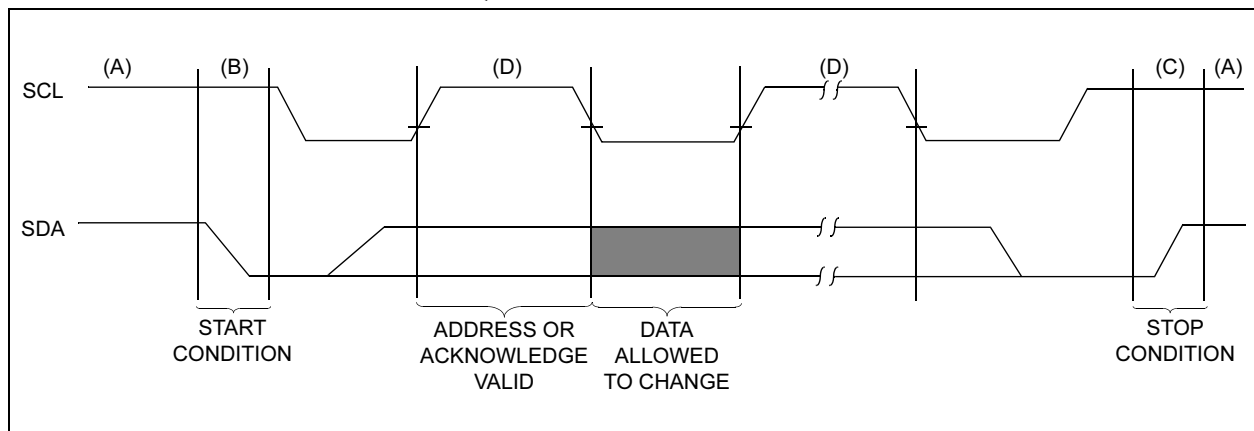 (A) (B) (D) (D) (C) (A)
SCL
SDA
START
CONDITION
ADDRESS OR
ACKNOWLEDGE
VALID
DATA
ALLOWED
TO CHANGE
STOP
CONDITION